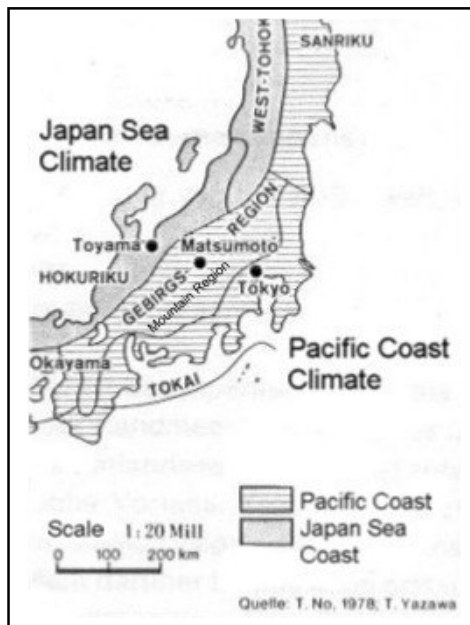 SANRIKU
WEST-TOHOK
Japan Sea
Climate
REGION
Toyama
Matsumoto
HOKURIKU
GEBIRGS-
Mountain Region
Tokyo
Okayama
TOKAI
Pacific Coast
Climate
Pacific Coast
Japan Sea
Coast
Scale 1:20 Mill
0 100 200 km
Quelle: T. No, 1978; T. Yazawa